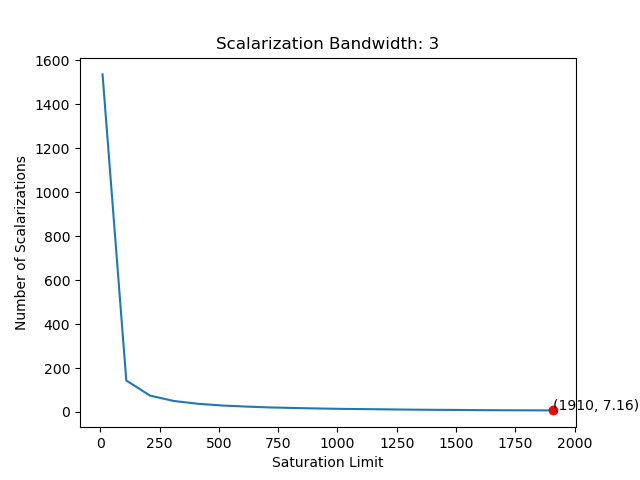 Scalarization Bandwidth: 3
Number of Scalarizations
1600
1400
1200
1000
800
600
400
200
0
(1910, 7.16)
0 250 500 750 1000 1250 1500 1750 2000
Saturation Limit